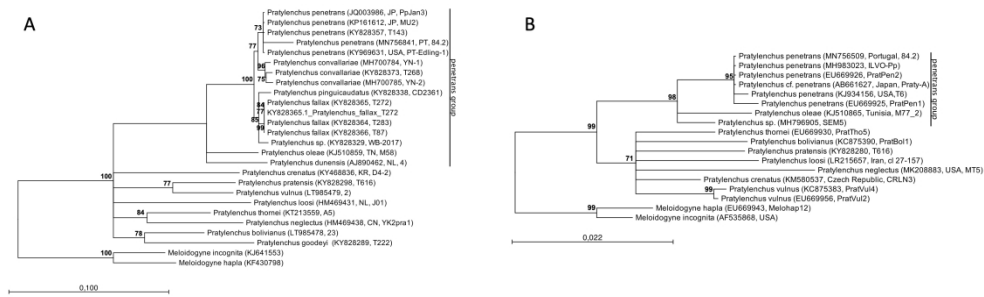 A
73
Pratylenchus penetrans (JQ003986, JP, PpJan3)
Pratylenchus penetrans (KP161612, JP, MU2)
Pratylenchus penetrans (KY828357, T143)
77
Pratylenchus penetrans (MN756841, PT, 84.2)
Pratylenchus penetrans (KY969631, USA, PT-Edling-1)
96
Pratylenchus convallariae (MH700784, YN-1)
Pratylenchus convallariae (KY828373, T268)
100
75
Pratylenchus convallariae (MH700785, YN-2)
Pratylenchus pinguicaudatus (KY828338, CD2361)
84
Pratylenchus fallax (KY828365, T272)
77
KY828365.1_Pratylenchus_fallax_T272
85
Pratylenchus fallax (KY828364, T283)
99
Pratylenchus fallax (KY828366, T87)
Pratylenchus sp. (KY828329, WB-2017)
Pratylenchus oleae (KJ510859, TN, M58)
Pratylenchus dunensis (AJ890462, NL, 4)
penetrans group
100
Pratylenchus crenatus (KY468836, KR, D4-2)
77
Pratylenchus pratensis (KY828298, T616)
Pratylenchus vulnus (LT985479, 2)
Pratylenchus loosi (HM469431, NL, J01)
84
Pratylenchus thornei (KT213559, A5)
Pratylenchus neglectus (HM469438, CN, YK2pra1)
78
Pratylenchus bolivianus (LT985478, 23)
Pratylenchus goodeyi (KY828289, T222)
100
Meloidogyne incognita (KJ641553)
Meloidogyne hapla (KF430798)
0,100
B
Pratylenchus penetrans (MN756509, Portugal, 84.2)
Pratylenchus penetrans (MH983023, ILVO-Pp)
95
Pratylenchus penetrans (EU669926, PratPen2)
Pratylenchus cf. penetrans (AB661627, Japan, Praty-A)
98
Pratylenchus penetrans (KJ934156, USA,T6)
Pratylenchus penetrans (EU669925, PratPen1)
Pratylenchus oleae (KJ510865, Tunisia, M77_2)
Pratylenchus sp. (MH796905, SEM5)
penetrans group
99
Pratylenchus thornei (EU669930, PratTho5)
Pratylenchus bolivianus (KC875390, PratBol1)
Pratylenchus pratensis (KY828280, T616)
71
Pratylenchus loosi (LR215657, Iran, cl 27-157)
Pratylenchus neglectus (MK208883, USA, MT5)
Pratylenchus crenatus (KM580537, Czech Republic, CRLN3)
99
Pratylenchus vulnus (KC875383, PratVul4)
Pratylenchus vulnus (EU669956, PratVul2)
99
Meloidogyne hapla (EU669943, Melohap12)
Meloidogyne incognita (AF535868, USA)
0,022